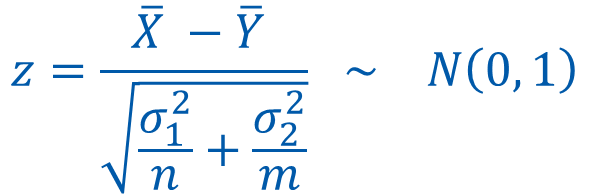 z = (X̄ − Ȳ) / √(σ₁²/n + σ₂²/m) ~ N(0, 1)